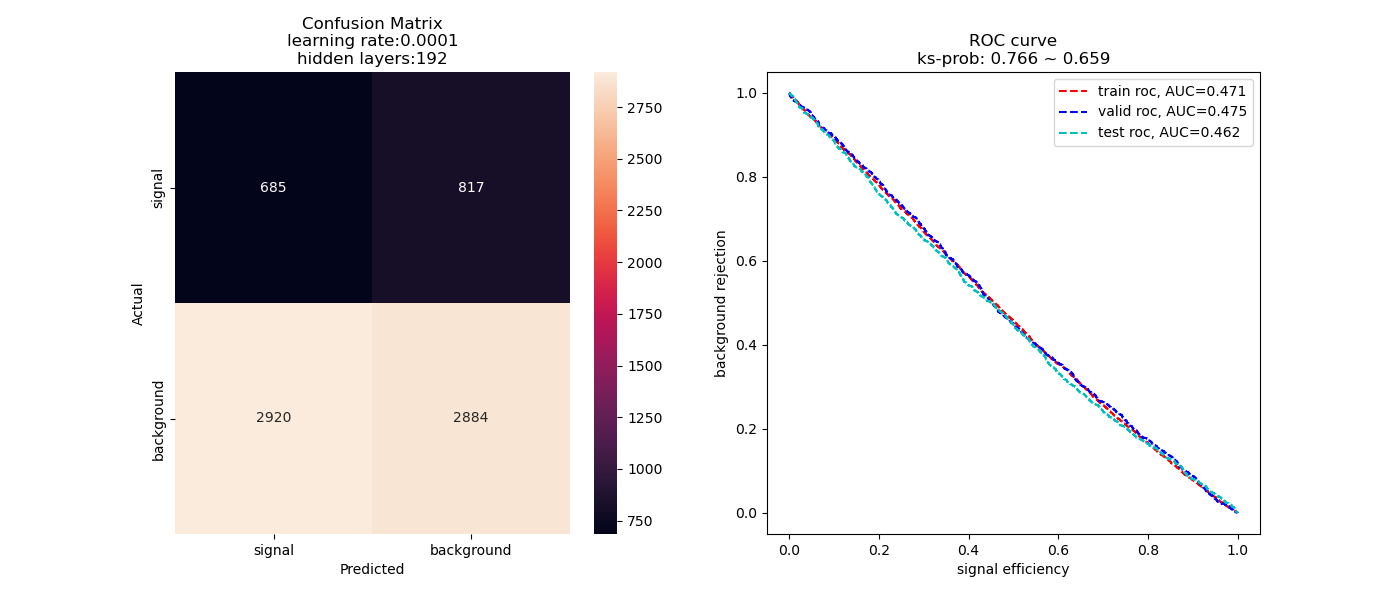 Confusion Matrix
learning rate:0.0001
hidden layers:192
signal
background
Actual
685
817
2920
2884
signal
background
Predicted
2750
2500
2250
2000
1750
1500
1250
1000
750
ROC curve
ks-prob: 0.766 ~ 0.659
train roc, AUC=0.471
valid roc, AUC=0.475
test roc, AUC=0.462
background rejection
1.0
0.8
0.6
0.4
0.2
0.0
0.0
0.2
0.4
0.6
0.8
1.0
signal efficiency